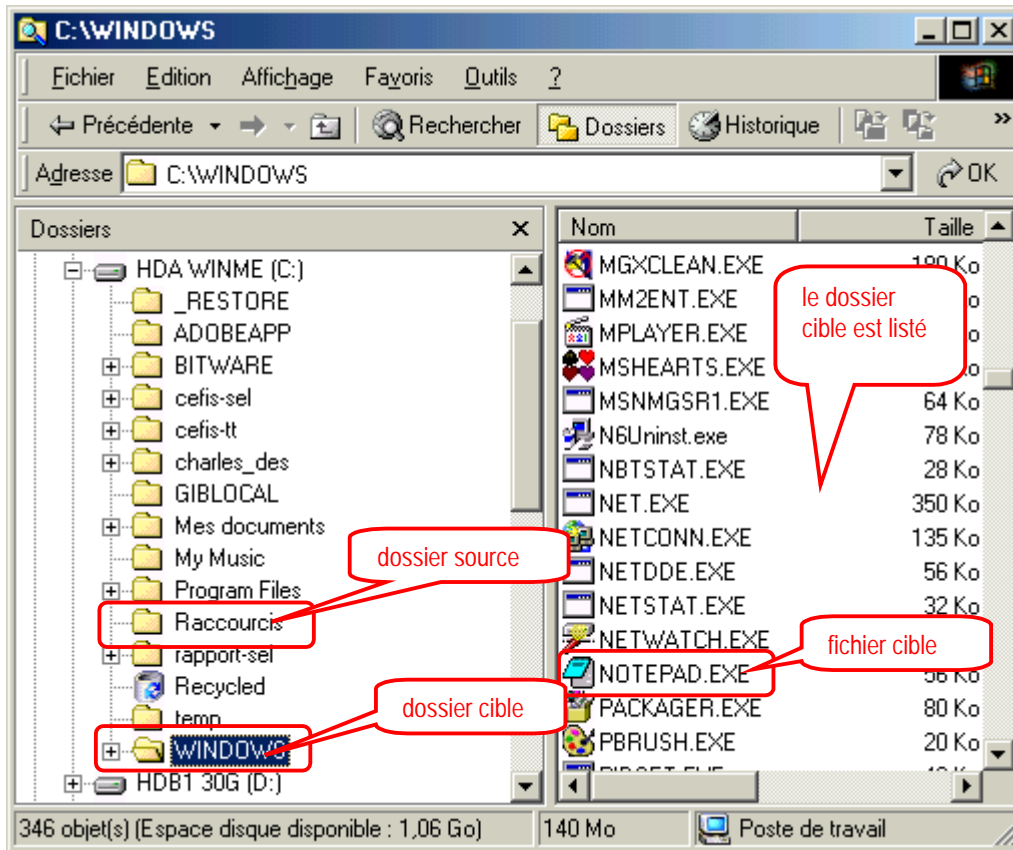 C:\WINDOWS
Fichier Edition Affichage Favoris Outils ?
Précédente Rechercher Dossiers Historique »
Adresse C:\WINDOWS OK
Dossiers
HDA WINME (C:)
_RESTORE
ADOBEAPP
BITWARE
cefis-sel
cefis-tt
charles_des
GIBLOCAL
Mes documents
My Music
Program Files
Raccourcis
rapport-sel
Recycled
temp
WINDOWS
HDB1 30G (D:)
dossier source
dossier cible
Nom Taille
MGXCLEAN.EXE 180 Ko
MM2ENT.EXE
MPLAYER.EXE
MSHEARTS.EXE
MSNMGSR1.EXE 64 Ko
N6Uninst.exe 78 Ko
NBTSTAT.EXE 28 Ko
NET.EXE 350 Ko
NETCONN.EXE 135 Ko
NETDDE.EXE 56 Ko
NETSTAT.EXE 32 Ko
NETWATCH.EXE
NOTEPAD.EXE 56 Ko
PACKAGER.EXE 80 Ko
PBRUSH.EXE 20 Ko
le dossier
cible est listé
fichier cible
346 objet(s) (Espace disque disponible : 1,06 Go) 140 Mo Poste de travail